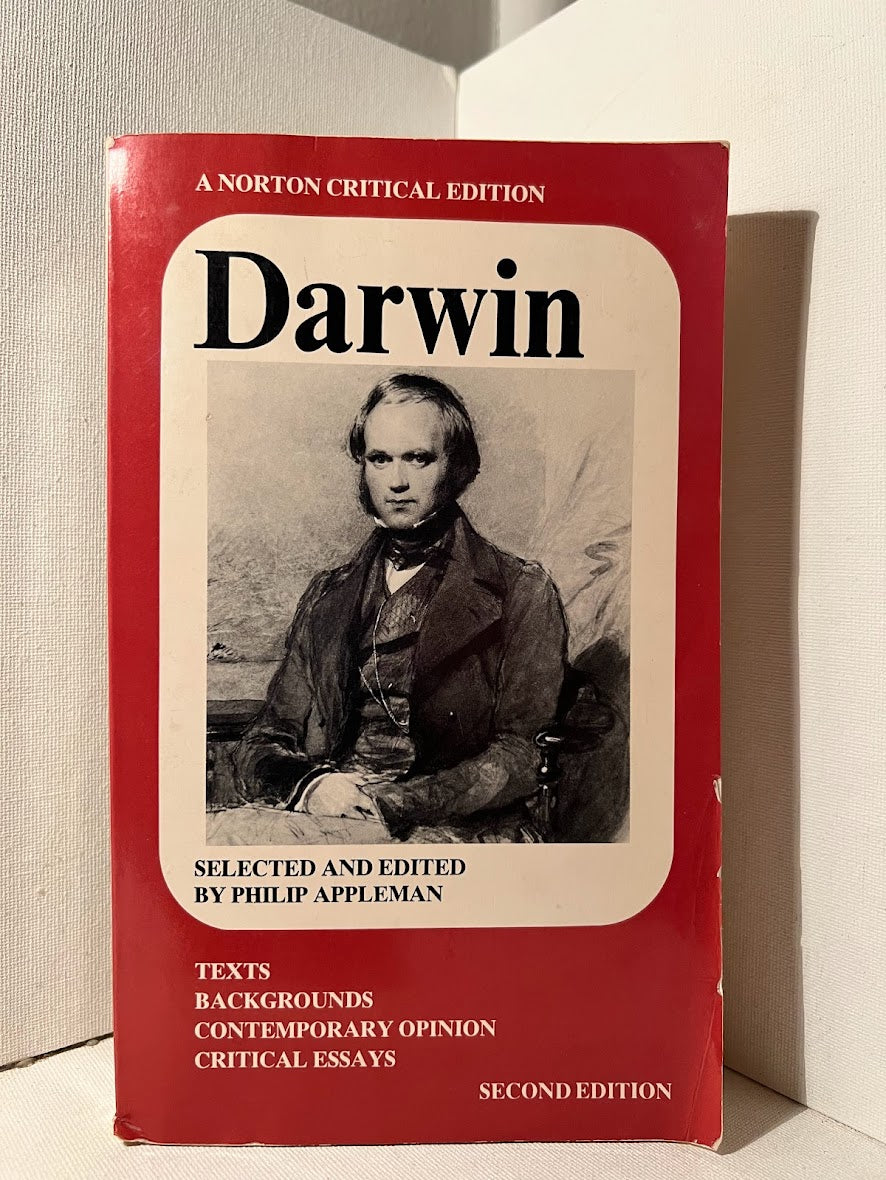 A NORTON CRITICAL EDITION
Darwin
SELECTED AND EDITED
BY PHILIP APPLEMAN
TEXTS
BACKGROUNDS
CONTEMPORARY OPINION
CRITICAL ESSAYS
SECOND EDITION